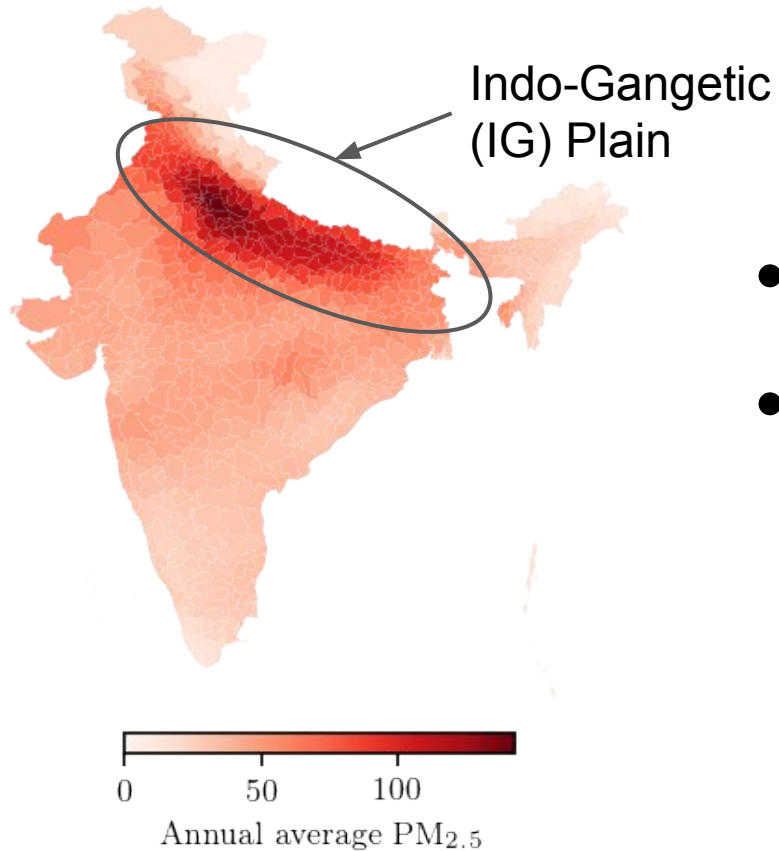 Indo-Gangetic
(IG) Plain
●
●
0 50 100
Annual average PM₂.₅